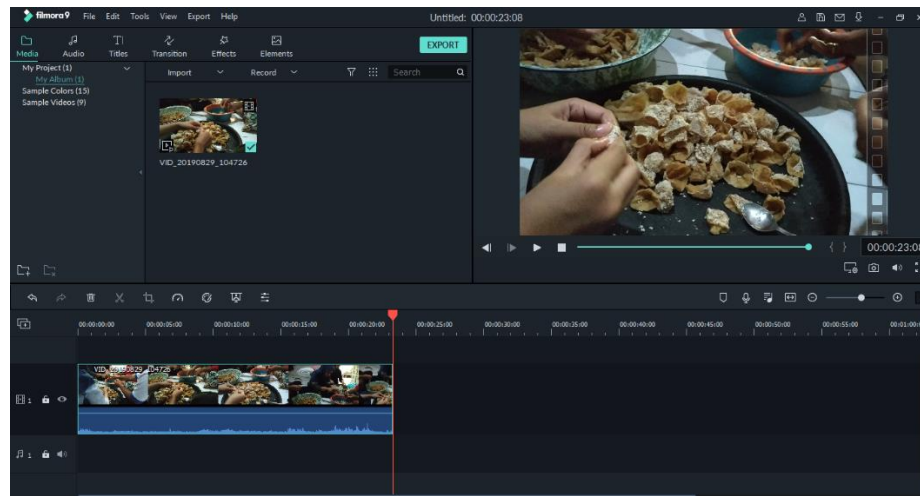 filmora9 File Edit Tools View Export Help Untitled: 00:00:23:08
Media Audio Titles Transition Effects Elements EXPORT
My Project (1)
My Album (1)
Sample Colors (15)
Sample Videos (9)
Import Record Search
VID_20190829_104726
00:00:23:08
00:00:00:00 00:00:05:00 00:00:10:00 00:00:15:00 00:00:20:00 00:00:25:00 00:00:30:00 00:00:35:00 00:00:40:00 00:00:45:00 00:00:50:00 00:00:55:00 00:01:00
VID_20190829_104726
1
1